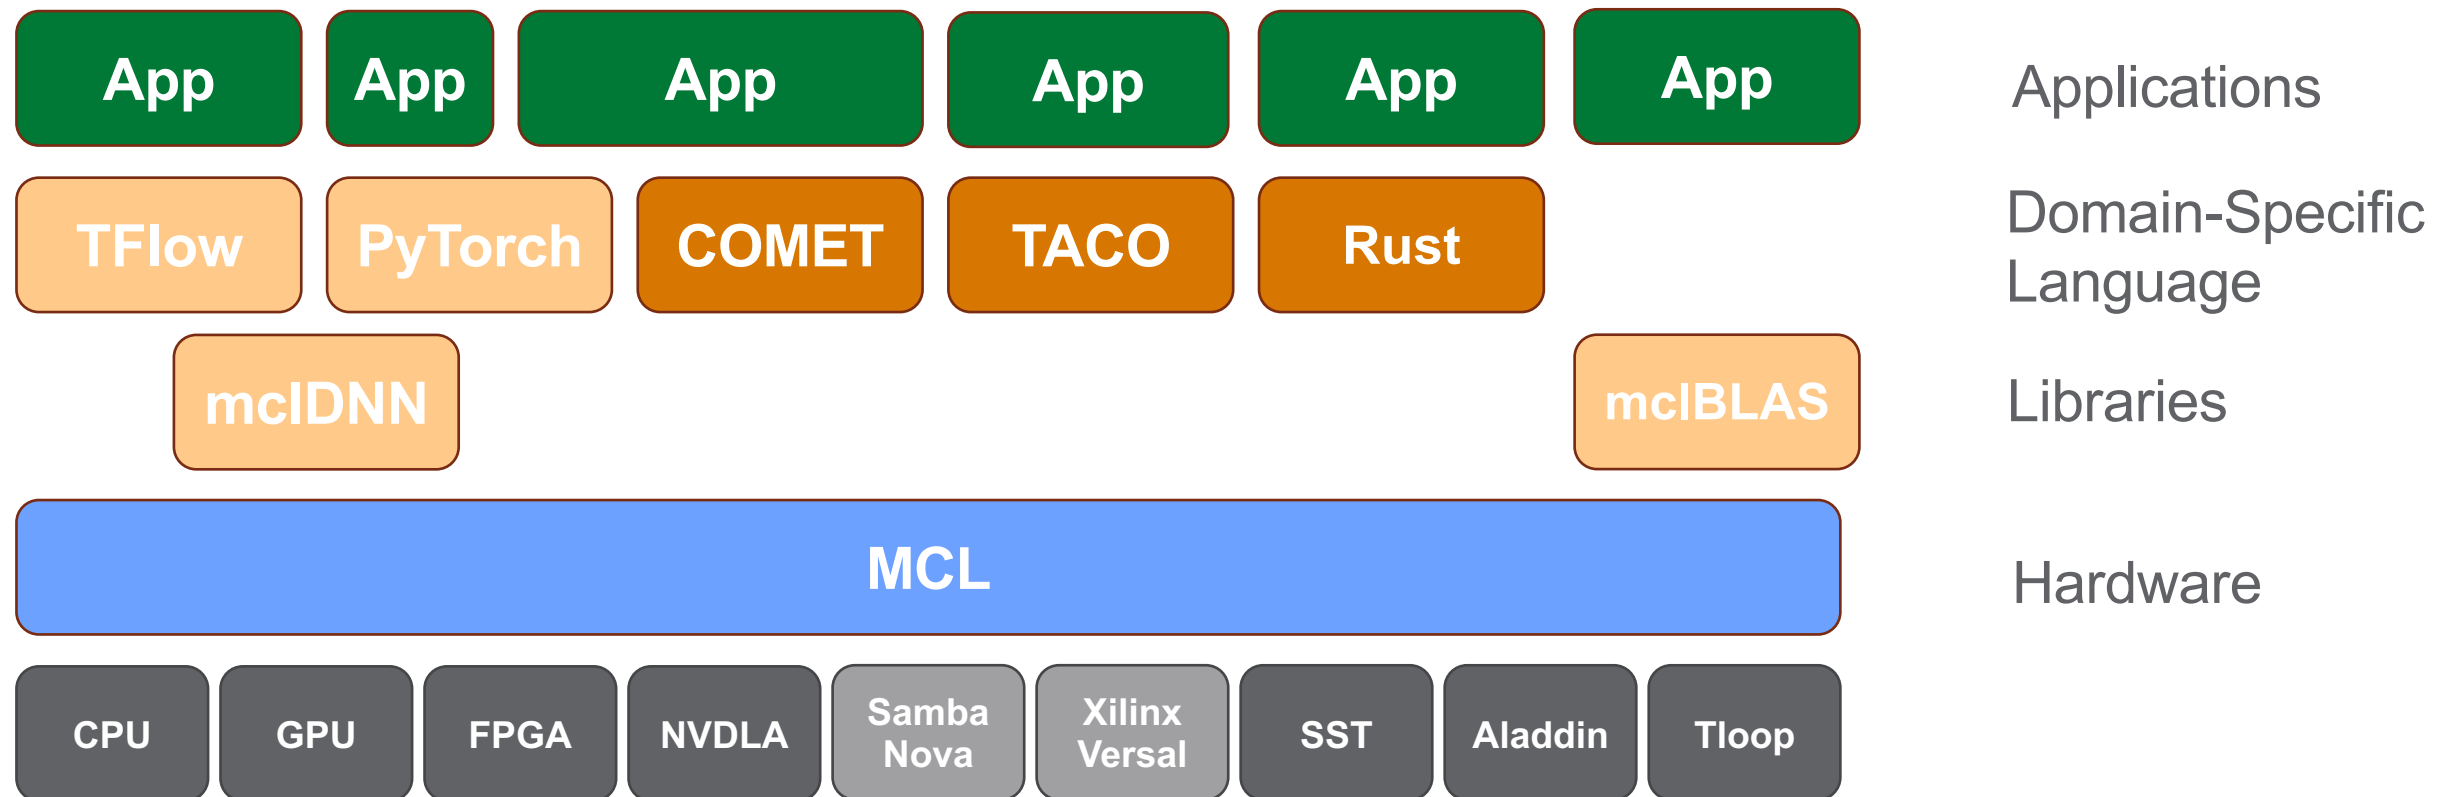 App App App App App App Applications
TFlow PyTorch COMET TACO Rust Domain-Specific
Language
mclDNN mclBLAS Libraries
MCL Hardware
CPU GPU FPGA NVDLA Samba Xilinx SST Aladdin Tloop
Nova Versal